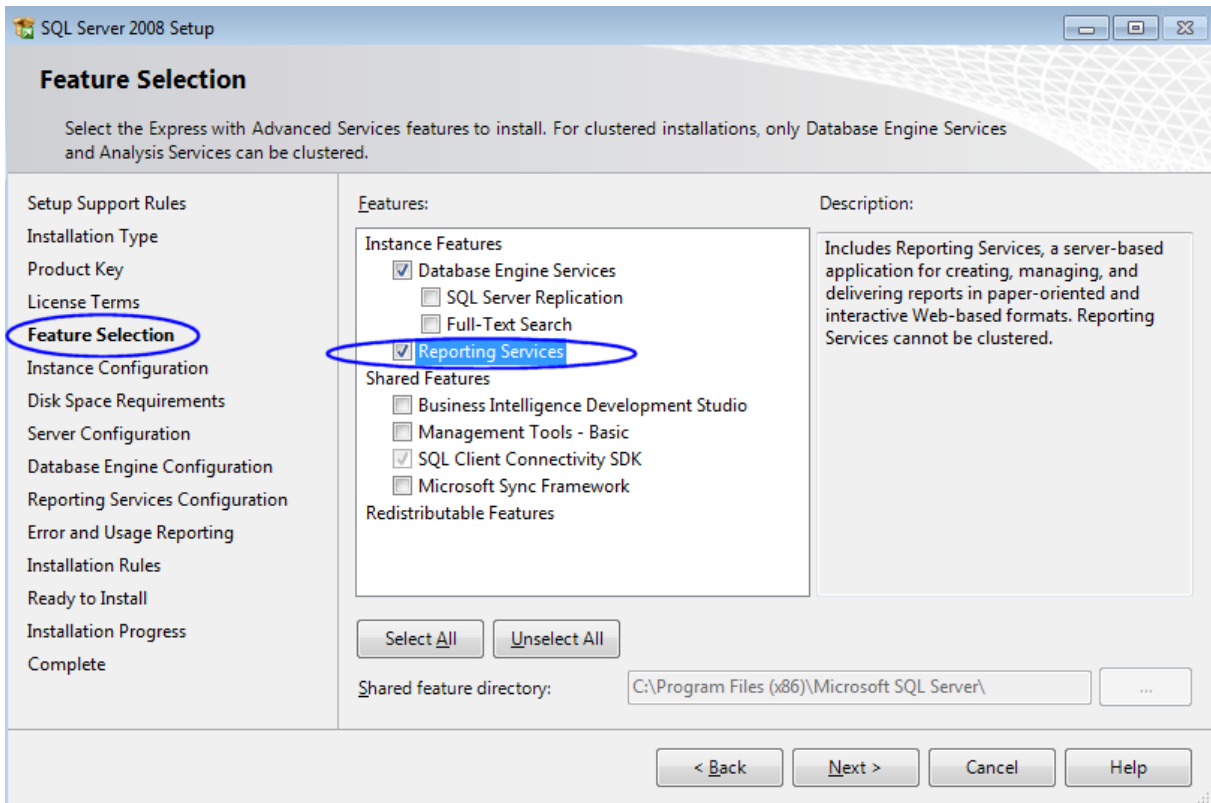 SQL Server 2008 Setup
Feature Selection
Select the Express with Advanced Services features to install. For clustered installations, only Database Engine Services
and Analysis Services can be clustered.
Setup Support Rules
Installation Type
Product Key
License Terms
Feature Selection
Instance Configuration
Disk Space Requirements
Server Configuration
Database Engine Configuration
Reporting Services Configuration
Error and Usage Reporting
Installation Rules
Ready to Install
Installation Progress
Complete
Features:
Instance Features
Database Engine Services
SQL Server Replication
Full-Text Search
Reporting Services
Shared Features
Business Intelligence Development Studio
Management Tools - Basic
SQL Client Connectivity SDK
Microsoft Sync Framework
Redistributable Features
Description:
Includes Reporting Services, a server-based
application for creating, managing, and
delivering reports in paper-oriented and
interactive Web-based formats. Reporting
Services cannot be clustered.
Select All
Unselect All
Shared feature directory:
C:\Program Files (x86)\Microsoft SQL Server\
...
< Back
Next >
Cancel
Help